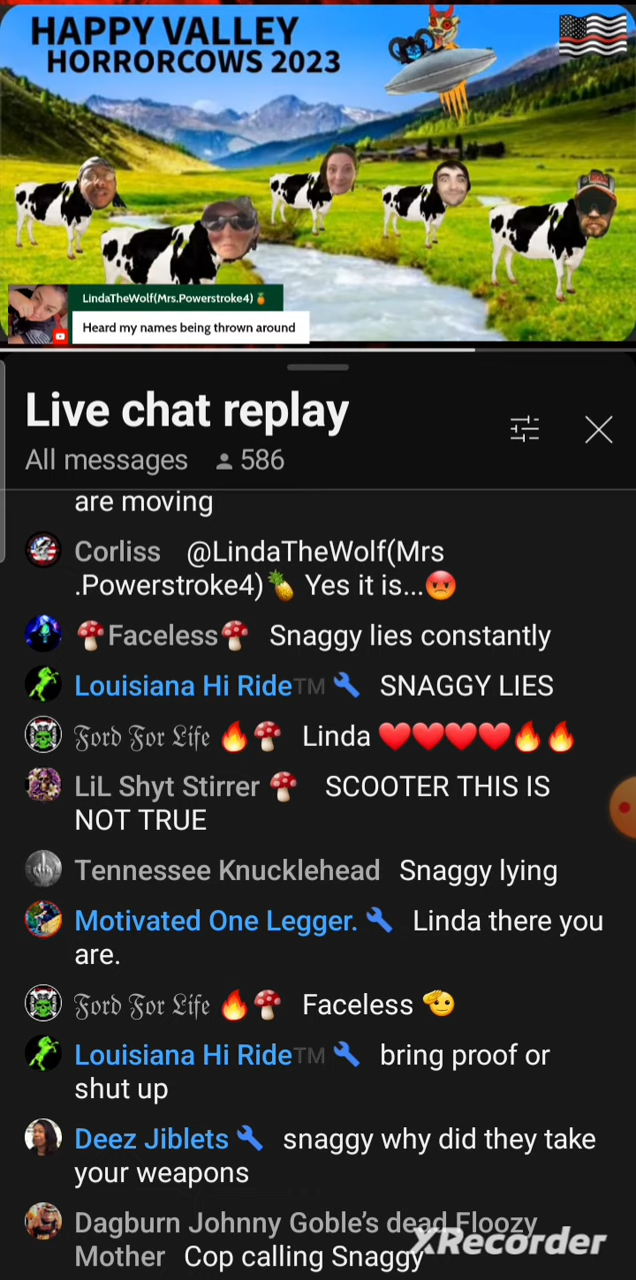 HAPPY VALLEY
HORRORCOWS 2023
LindaTheWolf(Mrs.Powerstroke4)🍍
Heard my names being thrown around
Live chat replay
All messages 586
are moving
Corliss @LindaTheWolf(Mrs
.Powerstroke4)🍍 Yes it is...😡
🍄Faceless🍄 Snaggy lies constantly
Louisiana Hi Ride™ 🔧 SNAGGY LIES
𝔉𝔬𝔯𝔡 𝔉𝔬𝔯 𝔏𝔦𝔣𝔢 🔥🍄 Linda ❤️❤️❤️❤️🔥🔥
LiL Shyt Stirrer 🍄 SCOOTER THIS IS
NOT TRUE
Tennessee Knucklehead Snaggy lying
Motivated One Legger. 🔧 Linda there you
are.
𝔉𝔬𝔯𝔡 𝔉𝔬𝔯 𝔏𝔦𝔣𝔢 🔥🍄 Faceless 🫡
Louisiana Hi Ride™ 🔧 bring proof or
shut up
Deez Jiblets 🔧 snaggy why did they take
your weapons
Dagburn Johnny Goble's dead Floozy
Mother Cop calling Snaggy
XRecorder